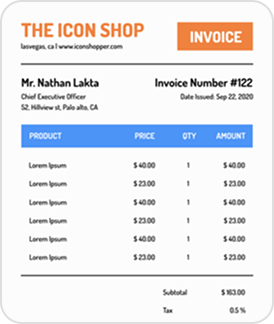 THE ICON SHOP
lasvegas, ca | www.iconshopper.com
INVOICE
Mr. Nathan Lakta
Chief Executive Officer
52, Hillview st, Palo alto, CA
Invoice Number #122
Date Issued: Sep 22, 2020
PRODUCT PRICE QTY AMOUNT
Lorem Ipsum $ 40.00 1 $ 40.00
Lorem Ipsum $ 23.00 1 $ 23.00
Lorem Ipsum $ 40.00 1 $ 40.00
Lorem Ipsum $ 23.00 1 $ 23.00
Lorem Ipsum $ 40.00 1 $ 40.00
Lorem Ipsum $ 23.00 1 $ 23.00
Subtotal $ 163.00
Tax 0.5 %